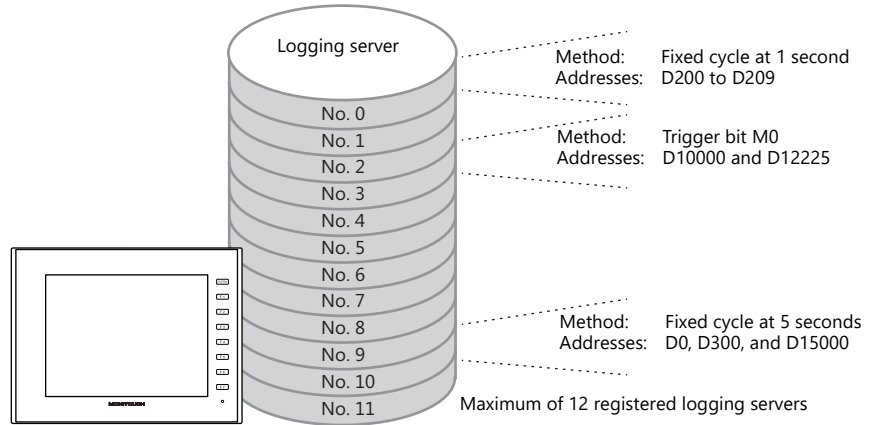 Logging server
Method: Fixed cycle at 1 second
Addresses: D200 to D209
No. 0
No. 1
Method: Trigger bit M0
Addresses: D10000 and D12225
No. 2
No. 3
No. 4
No. 5
No. 6
No. 7
No. 8
Method: Fixed cycle at 5 seconds
Addresses: D0, D300, and D15000
No. 9
No. 10
No. 11
Maximum of 12 registered logging servers
MONITOUCH